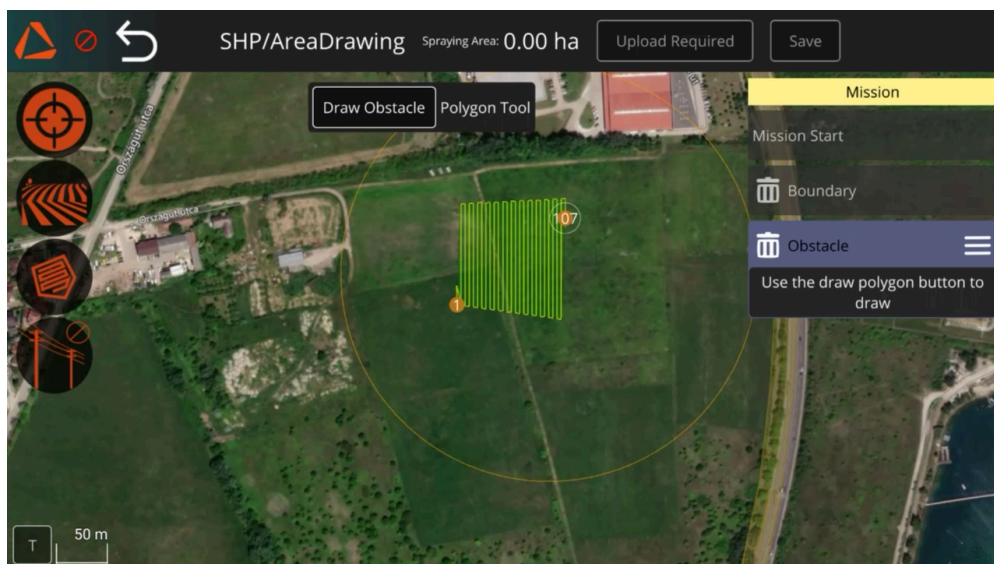 SHP/AreaDrawing Spraying Area: 0.00 ha Upload Required Save
Draw Obstacle Polygon Tool
Mission
Mission Start
Boundary
Obstacle
Use the draw polygon button to
draw
Országút utca
Országút utca
107
1
T 50 m